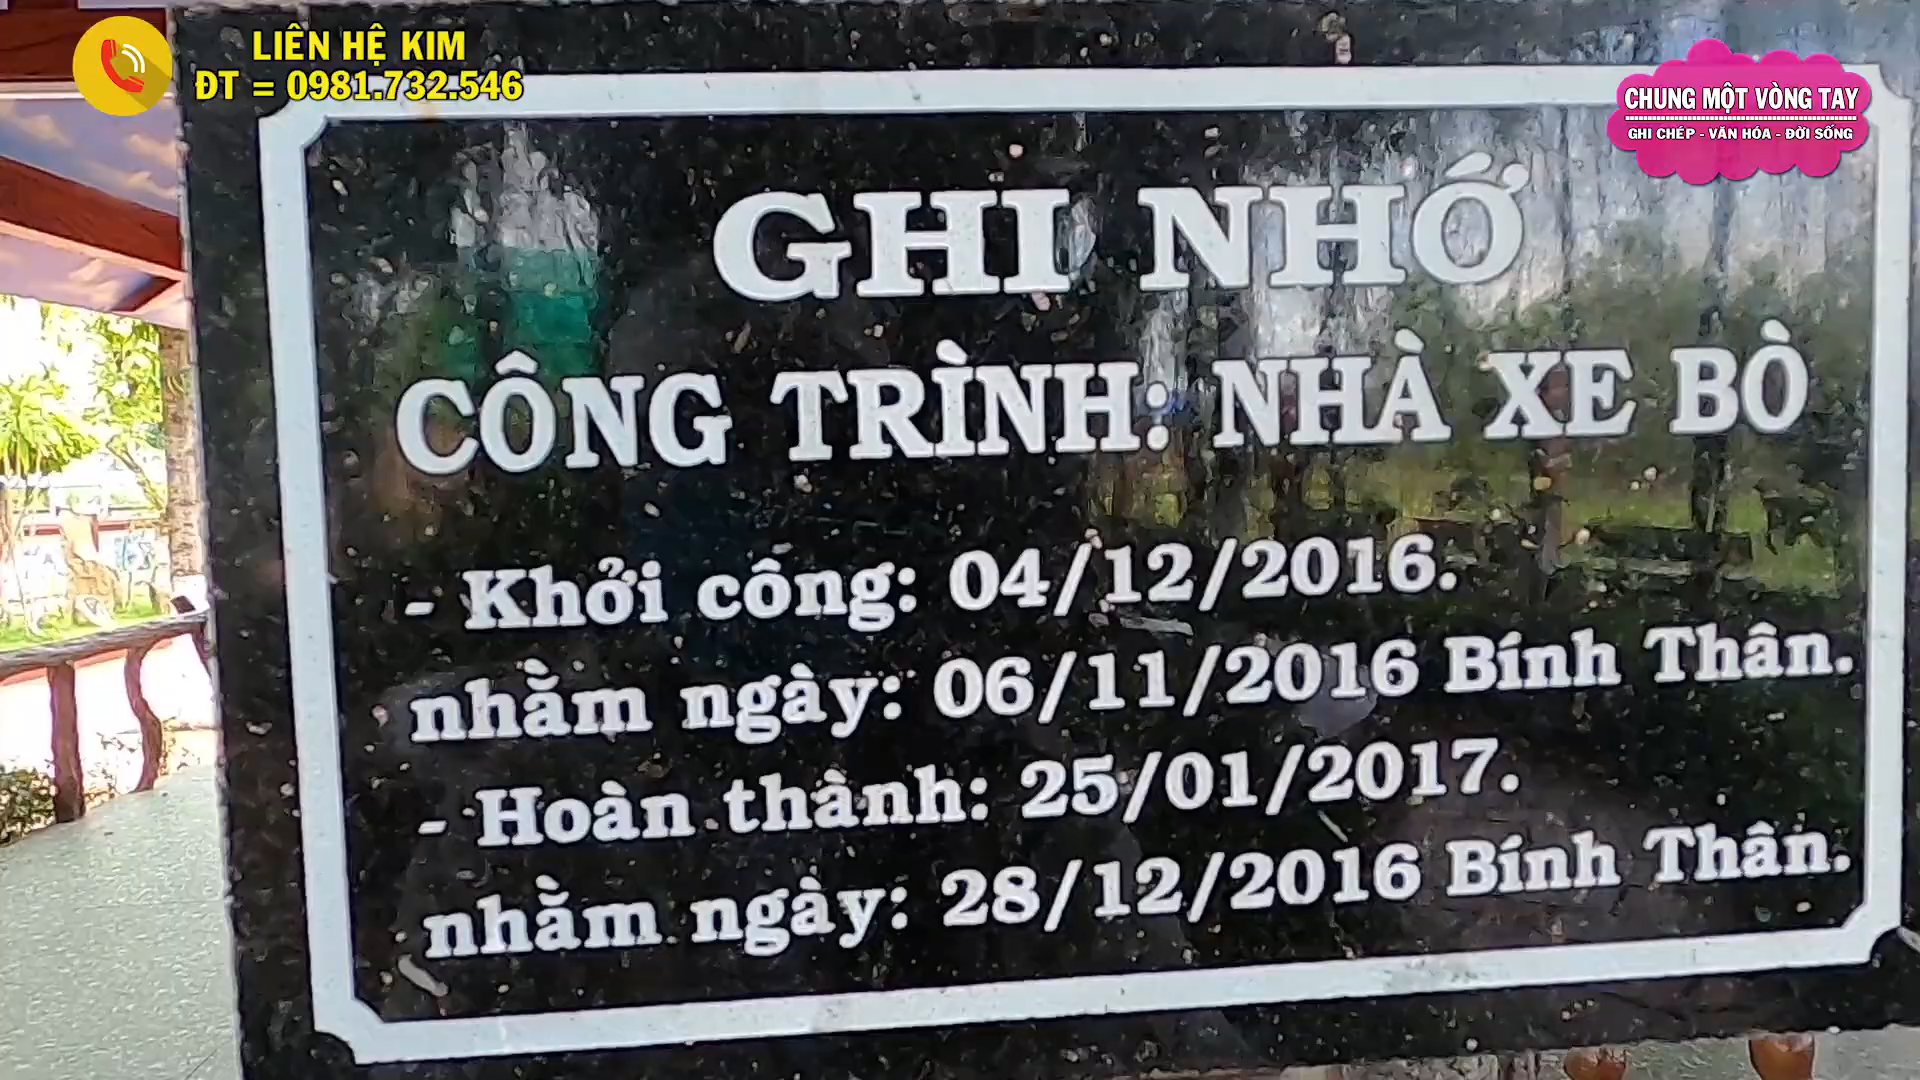 LIÊN HỆ KIM
ĐT = 0981.732.546
CHUNG MỘT VÒNG TAY
GHI CHÉP - VĂN HÓA - ĐỜI SỐNG
GHI NHỚ
CÔNG TRÌNH: NHÀ XE BÒ
- Khởi công: 04/12/2016.
nhằm ngày: 06/11/2016 Bính Thân.
- Hoàn thành: 25/01/2017.
nhằm ngày: 28/12/2016 Bính Thân.